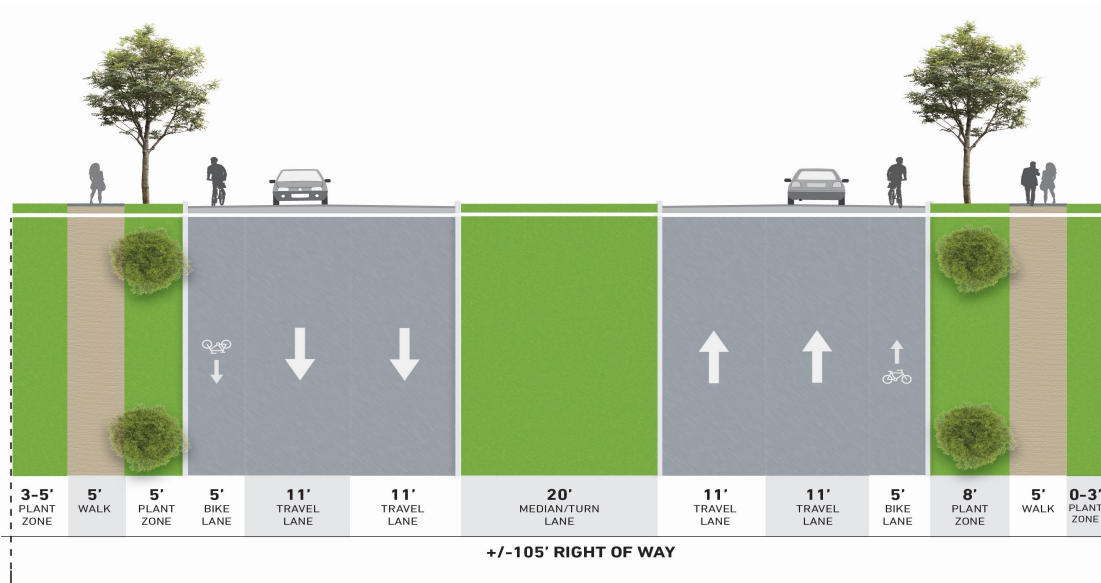 3-5'
PLANT
ZONE
5'
WALK
5'
PLANT
ZONE
5'
BIKE
LANE
11'
TRAVEL
LANE
11'
TRAVEL
LANE
20'
MEDIAN/TURN
LANE
11'
TRAVEL
LANE
11'
TRAVEL
LANE
5'
BIKE
LANE
8'
PLANT
ZONE
5'
WALK
0-3'
PLANT
ZONE
+/-105' RIGHT OF WAY